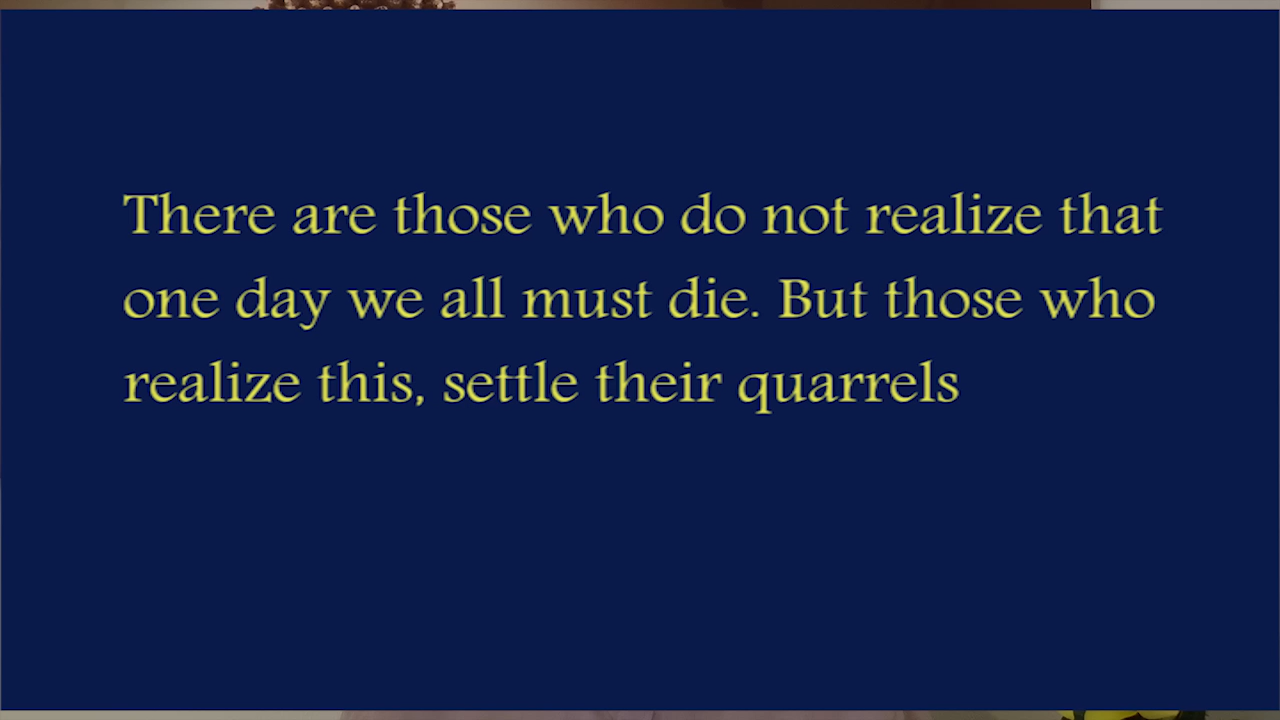 There are those who do not realize that
one day we all must die. But those who
realize this, settle their quarrels